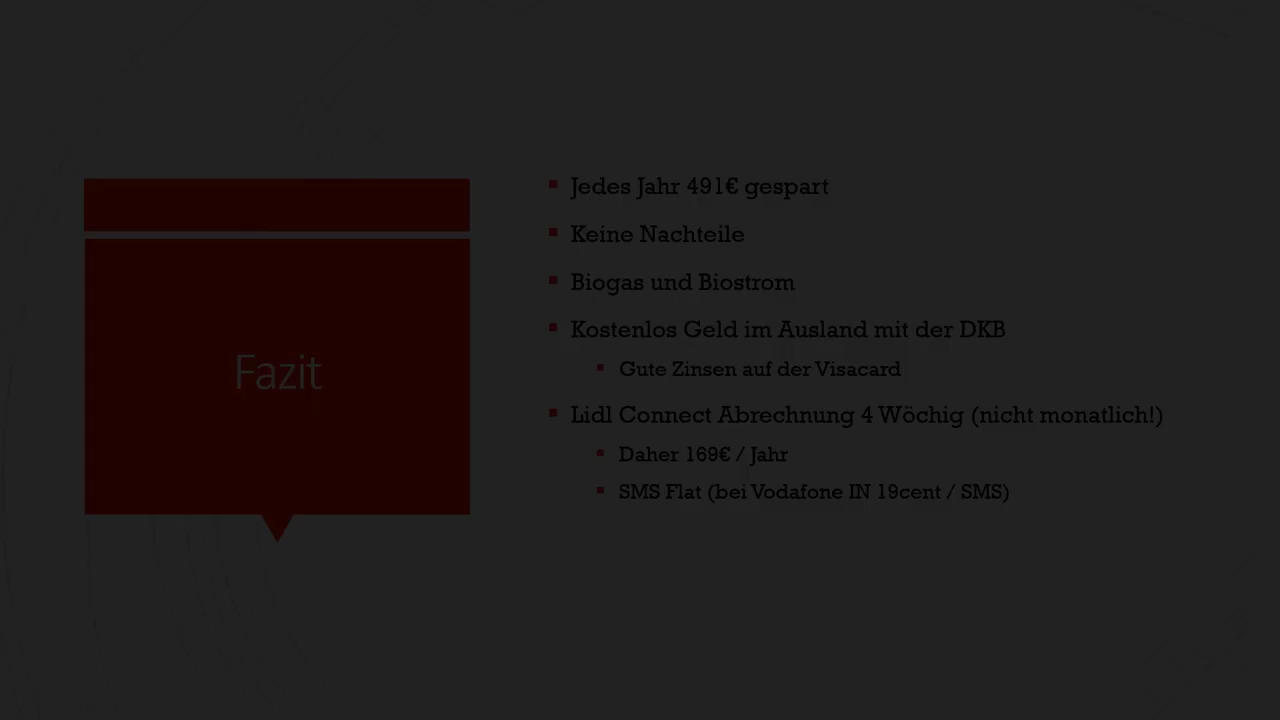 Fazit
Jedes Jahr 491€ gespart
Keine Nachteile
Biogas und Biostrom
Kostenlos Geld im Ausland mit der DKB
Gute Zinsen auf der Visacard
Lidl Connect Abrechnung 4 Wöchig (nicht monatlich!)
Daher 169€ / Jahr
SMS Flat (bei Vodafone IN 19cent / SMS)